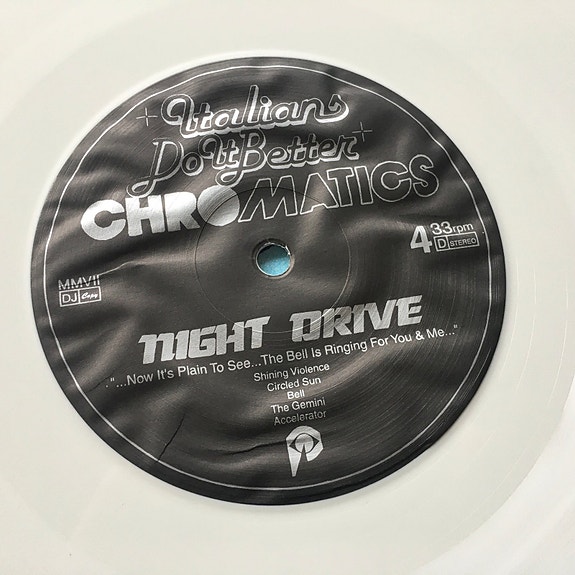 Italians
Do It Better
CHROMATICS
4 33rpm
D STEREO
MMVII
DJ Copy
NIGHT DRIVE
"...Now It's Plain To See...The Bell Is Ringing For You & Me..."
Shining Violence
Circled Sun
Bell
The Gemini
Accelerator